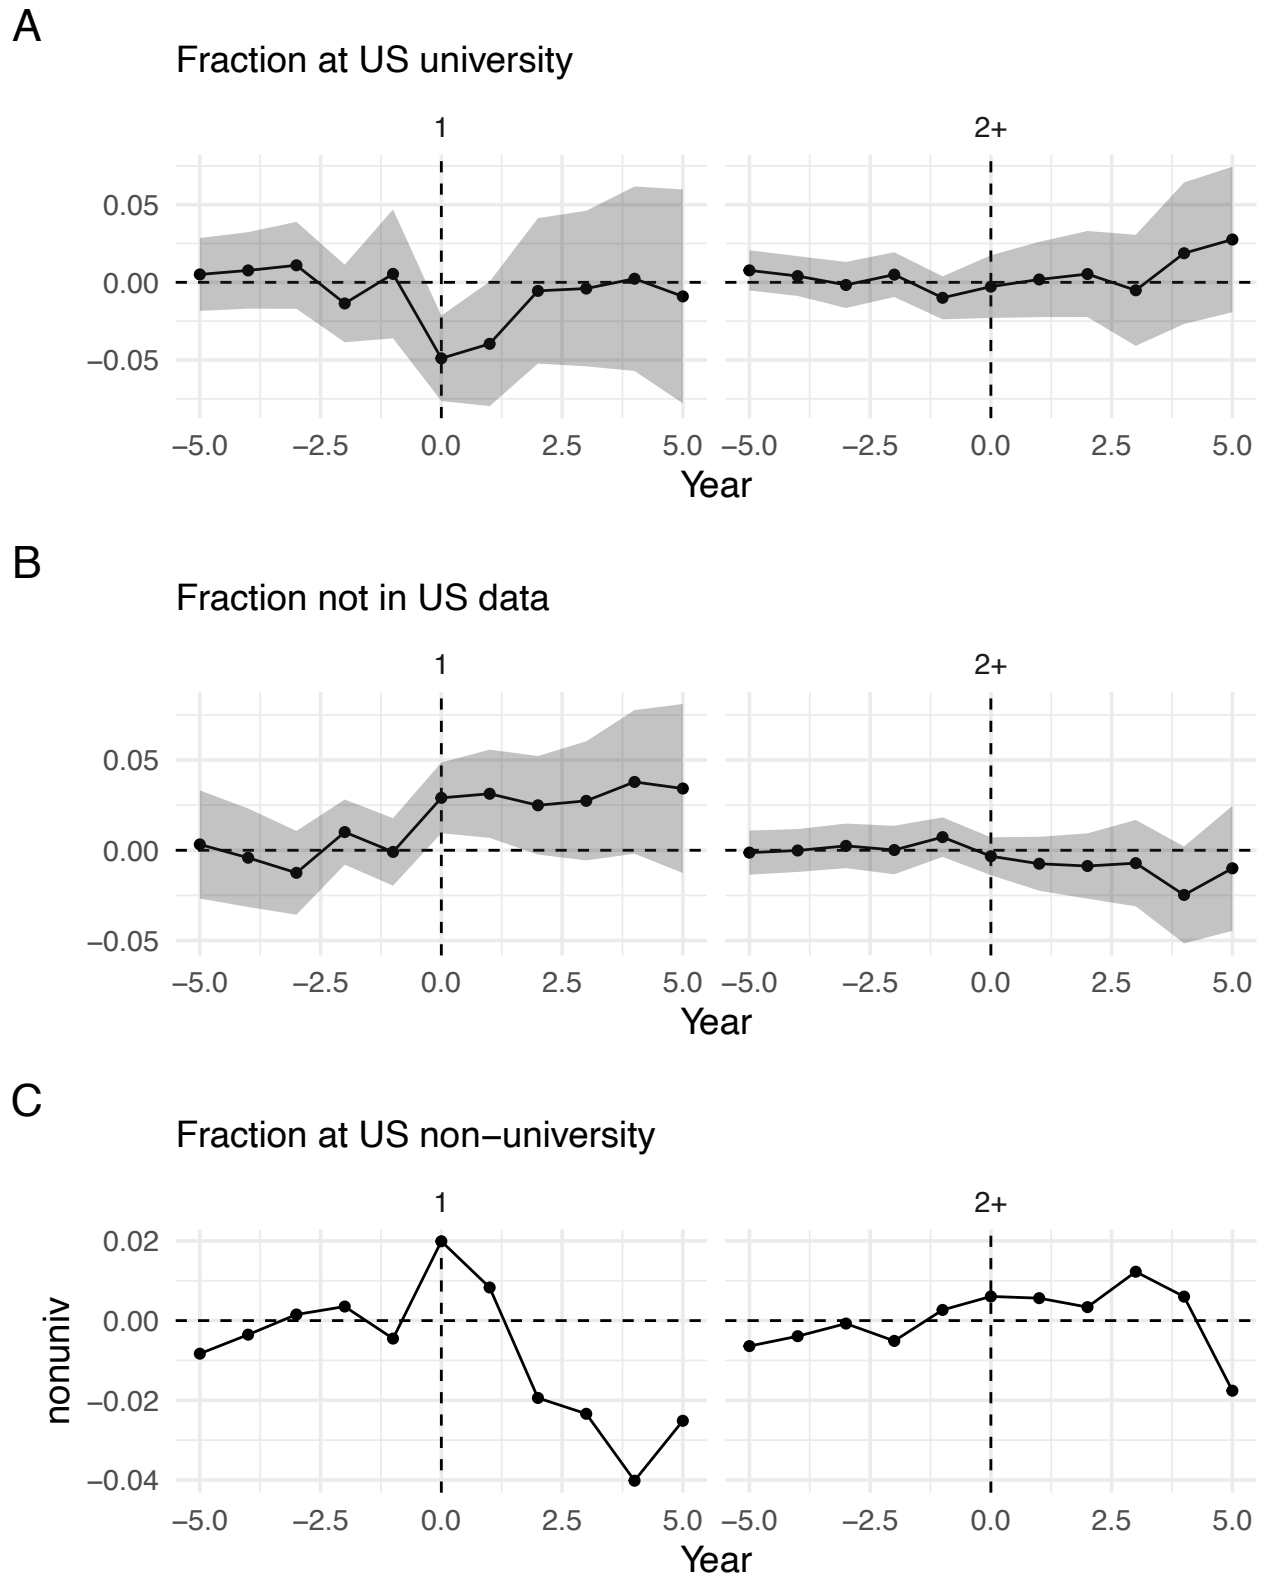 A
Fraction at US university
1 2+
0.05
0.00
−0.05
−5.0 −2.5 0.0 2.5 5.0 −5.0 −2.5 0.0 2.5 5.0
Year
B
Fraction not in US data
1 2+
0.05
0.00
−0.05
−5.0 −2.5 0.0 2.5 5.0 −5.0 −2.5 0.0 2.5 5.0
Year
C
Fraction at US non−university
1 2+
0.02
0.00
−0.02
−0.04
nonuniv
−5.0 −2.5 0.0 2.5 5.0 −5.0 −2.5 0.0 2.5 5.0
Year